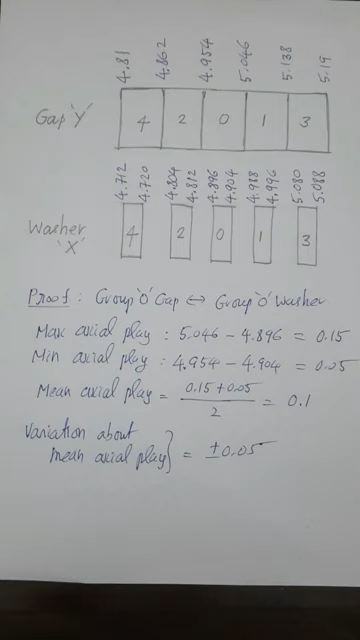 4.81 4.862 4.954 5.046 5.138 5.19
Gap 'Y' 4 2 0 1 3
4.712 4.720 4.804 4.812 4.896 4.904 4.988 4.996 5.080 5.088
Washer
'X' 4 2 0 1 3
Proof : Group 'O' Gap ↔ Group 'O' Washer
Max axial play : 5.046 - 4.896 = 0.15
Min axial play : 4.954 - 4.904 = 0.05
Mean axial play = 0.15 + 0.05 / 2 = 0.1
Variation about
mean axial play} = ±0.05